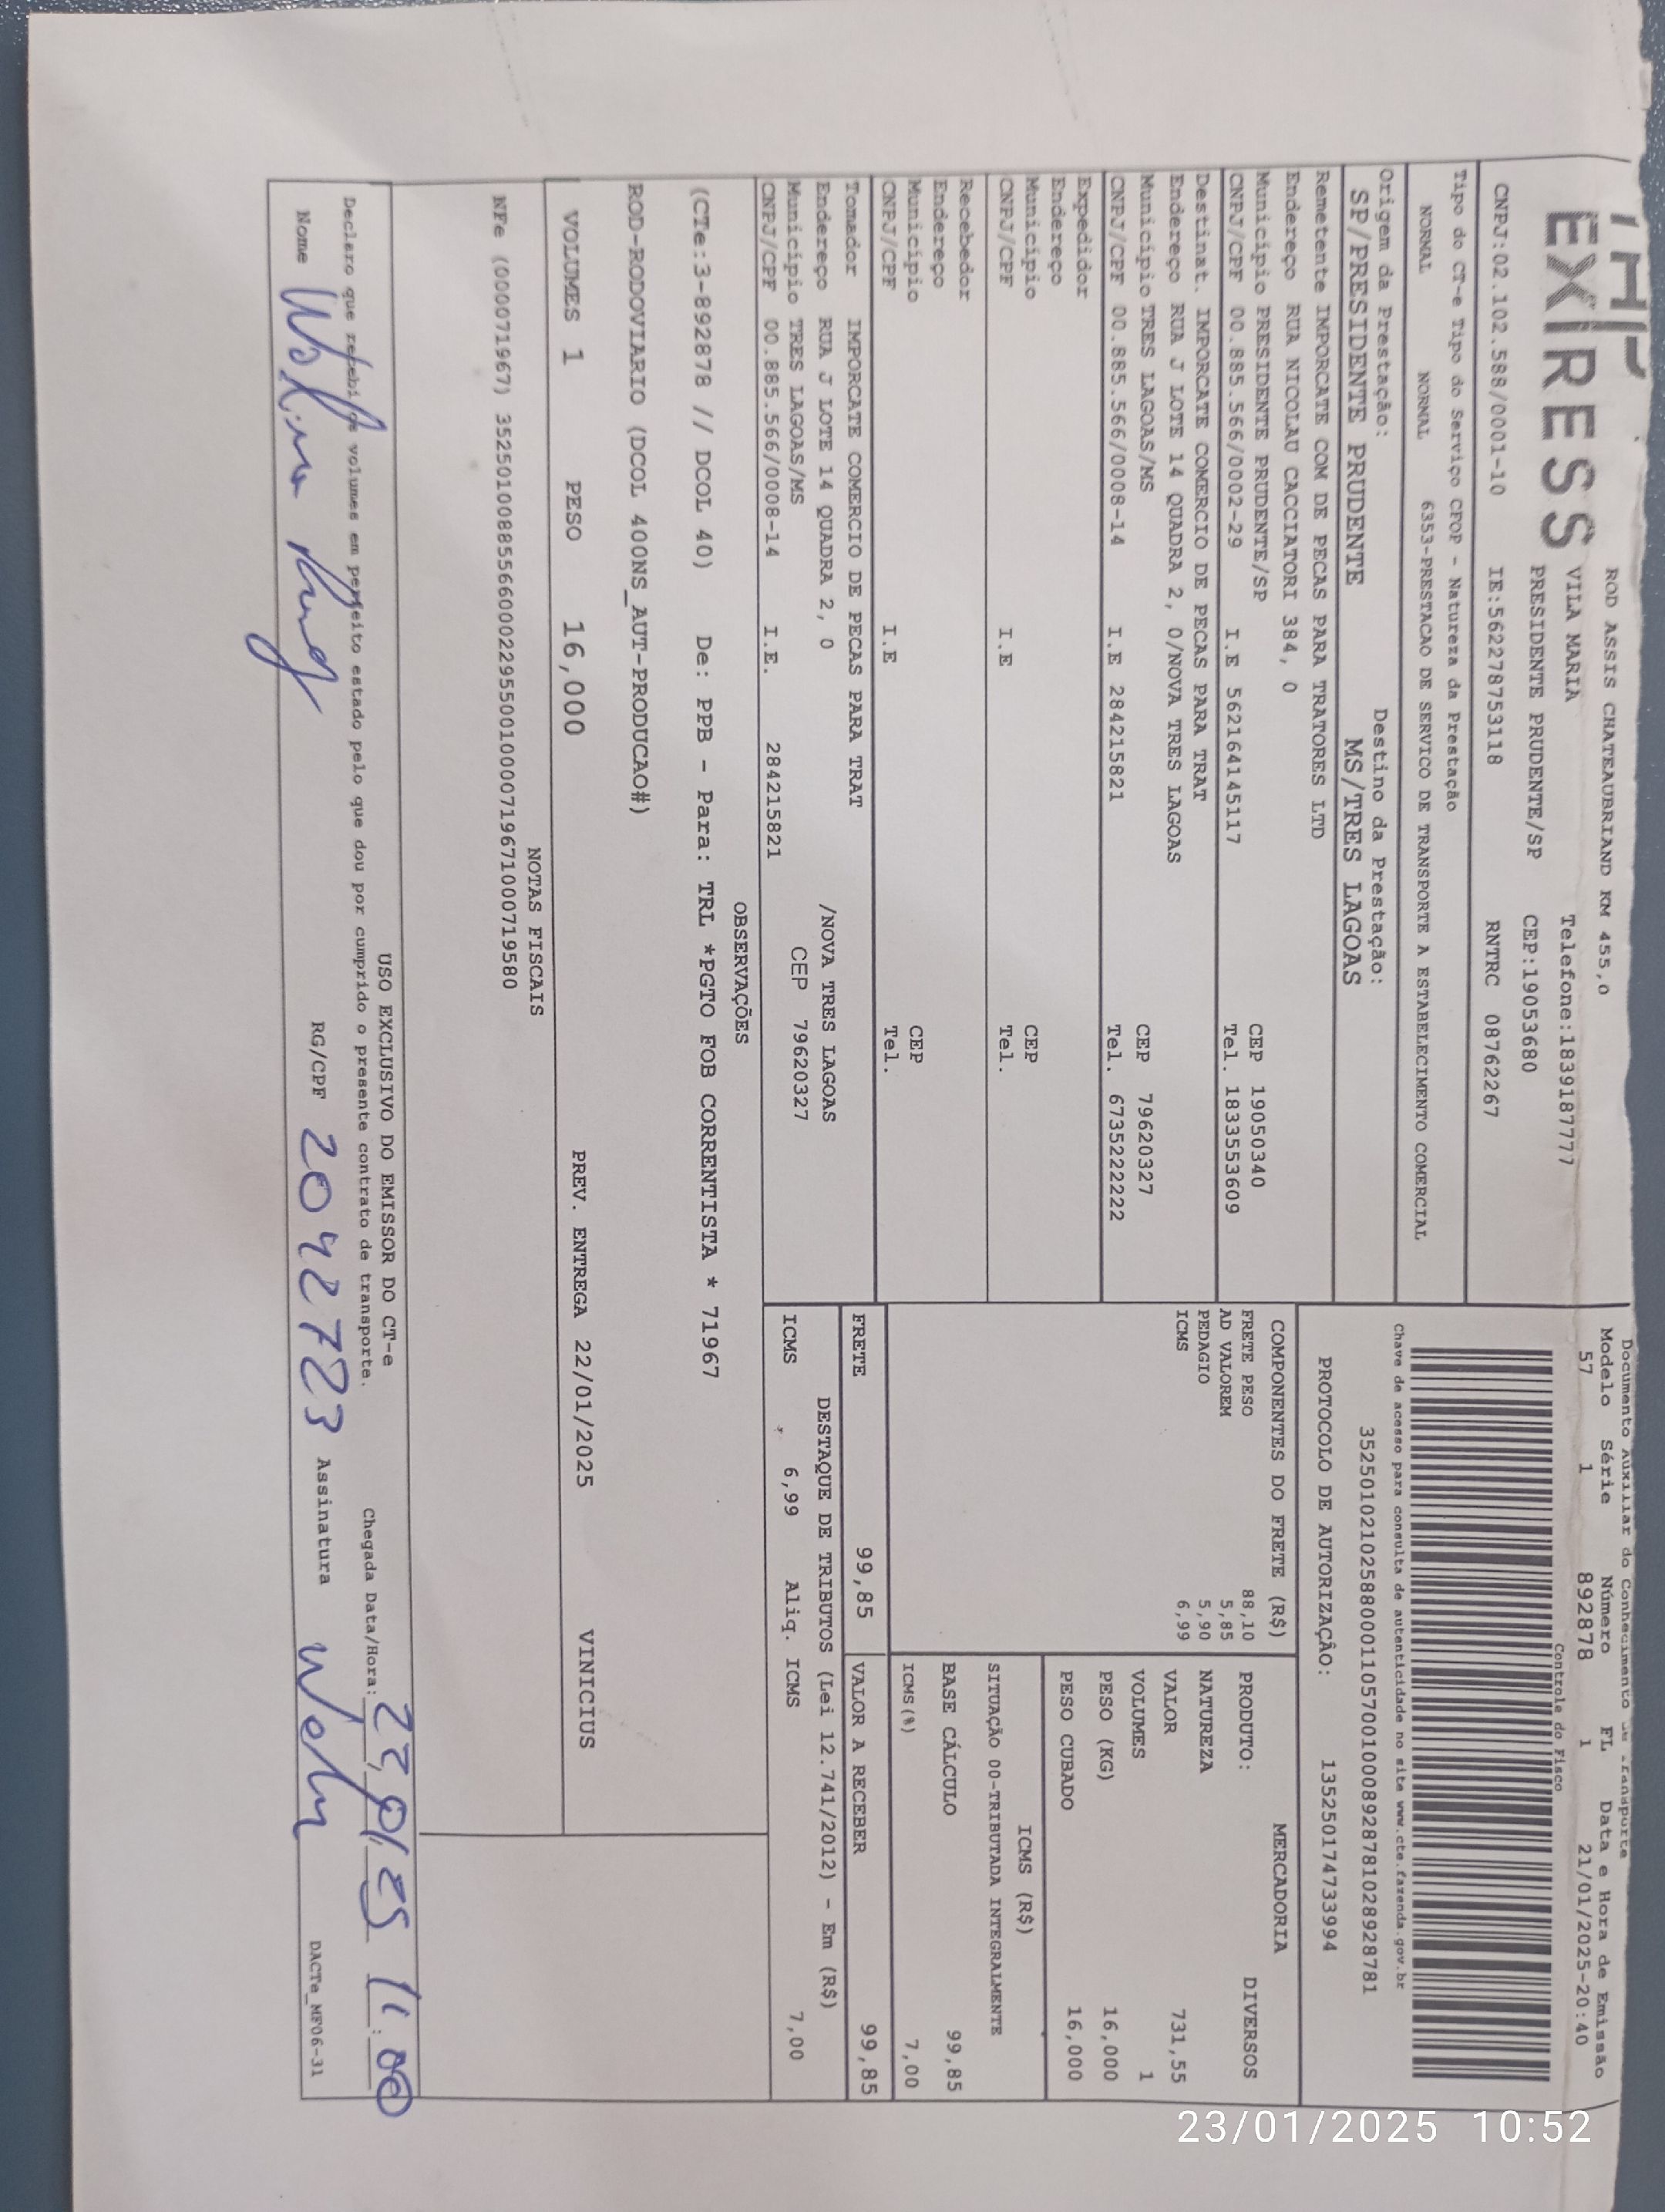 EXPRESS
ROD ASSIS CHATEAUBRIAND KM 455,0
VILA MARIA Telefone:1839187777
PRESIDENTE PRUDENTE/SP CEP:19053680
CNPJ:02.102.588/0001-10 IE:562278753118 RNTRC 08762267
Documento Auxiliar do Conhecimento de Transporte
Modelo Série Número FL Data e Hora de Emissão
57 1 892878 1 21/01/2025-20:40
Controle do Fisco
Tipo do CT-e Tipo do Serviço CFOP - Natureza da Prestação
NORMAL NORMAL 6353-PRESTACAO DE SERVICO DE TRANSPORTE A ESTABELECIMENTO COMERCIAL
Chave de acesso para consulta de autenticidade no site www.cte.fazenda.gov.br
35250102102588000110570010008928781028928781
Origem da Prestação: Destino da Prestação:
SP/PRESIDENTE PRUDENTE MS/TRES LAGOAS
PROTOCOLO DE AUTORIZAÇÃO: 135250174733994
Remetente IMPORCATE COM DE PECAS PARA TRATORES LTD
Endereço RUA NICOLAU CACCIATORI 384, 0
Município PRESIDENTE PRUDENTE/SP CEP 19050340
CNPJ/CPF 00.885.566/0002-29 I.E 562164145117 Tel. 1833553609
Destinat. IMPORCATE COMERCIO DE PECAS PARA TRAT
Endereço RUA J LOTE 14 QUADRA 2, 0/NOVA TRES LAGOAS
Município TRES LAGOAS/MS CEP 79620327
CNPJ/CPF 00.885.566/0008-14 I.E 284215821 Tel. 6735222222
Expedidor
Endereço
Município CEP
CNPJ/CPF I.E Tel.
Recebedor
Endereço
Município CEP
CNPJ/CPF I.E Tel.
Tomador IMPORCATE COMERCIO DE PECAS PARA TRAT
Endereço RUA J LOTE 14 QUADRA 2, 0 /NOVA TRES LAGOAS
Município TRES LAGOAS/MS CEP 79620327
CNPJ/CPF 00.885.566/0008-14 I.E. 284215821
COMPONENTES DO FRETE (R$)
FRETE PESO 88,10
AD VALOREM 5,85
PEDAGIO 5,90
ICMS 6,99
MERCADORIA
PRODUTO: DIVERSOS
NATUREZA
VALOR 731,55
VOLUMES 1
PESO (KG) 16,000
PESO CUBADO 16,000
ICMS (R$)
SITUAÇÃO 00-TRIBUTADA INTEGRALMENTE
BASE CÁLCULO 99,85
ICMS(%) 7,00
FRETE 99,85 VALOR A RECEBER 99,85
DESTAQUE DE TRIBUTOS (Lei 12.741/2012) - Em (R$)
ICMS 6,99 Aliq. ICMS 7,00
OBSERVAÇÕES
(CTe:3-892878 // DCOL 40) De: PPB - Para: TRL *PGTO FOB CORRENTISTA * 71967
ROD-RODOVIARIO (DCOL 400NS_AUT-PRODUCAO#)
VOLUMES 1 PESO 16,000 PREV. ENTREGA 22/01/2025 VINICIUS
NOTAS FISCAIS
NFe (000071967) 35250100885566000229550010000719671000719580
USO EXCLUSIVO DO EMISSOR DO CT-e
Declaro que recebi os volumes em perfeito estado pelo que dou por cumprido o presente contrato de transporte.
Chegada Data/Hora: 23,01,25 11:00
Nome RG/CPF 2042723 Assinatura
DACTe_MF06-31
23/01/2025 10:52